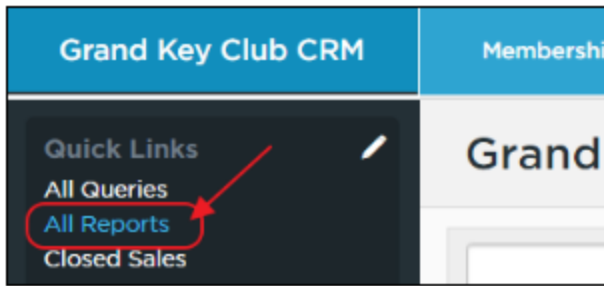 Grand Key Club CRM
Quick Links
All Queries
All Reports
Closed Sales
Grand